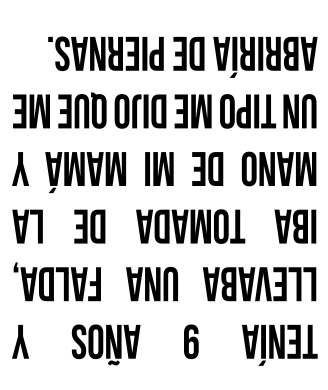 TENÍA 9 AÑOS Y
LLEVABA UNA FALDA,
IBA TOMADA DE LA
MANO DE MI MAMÁ Y
UN TIPO ME DIJO QUE ME
ABRIRÍA DE PIERNAS.